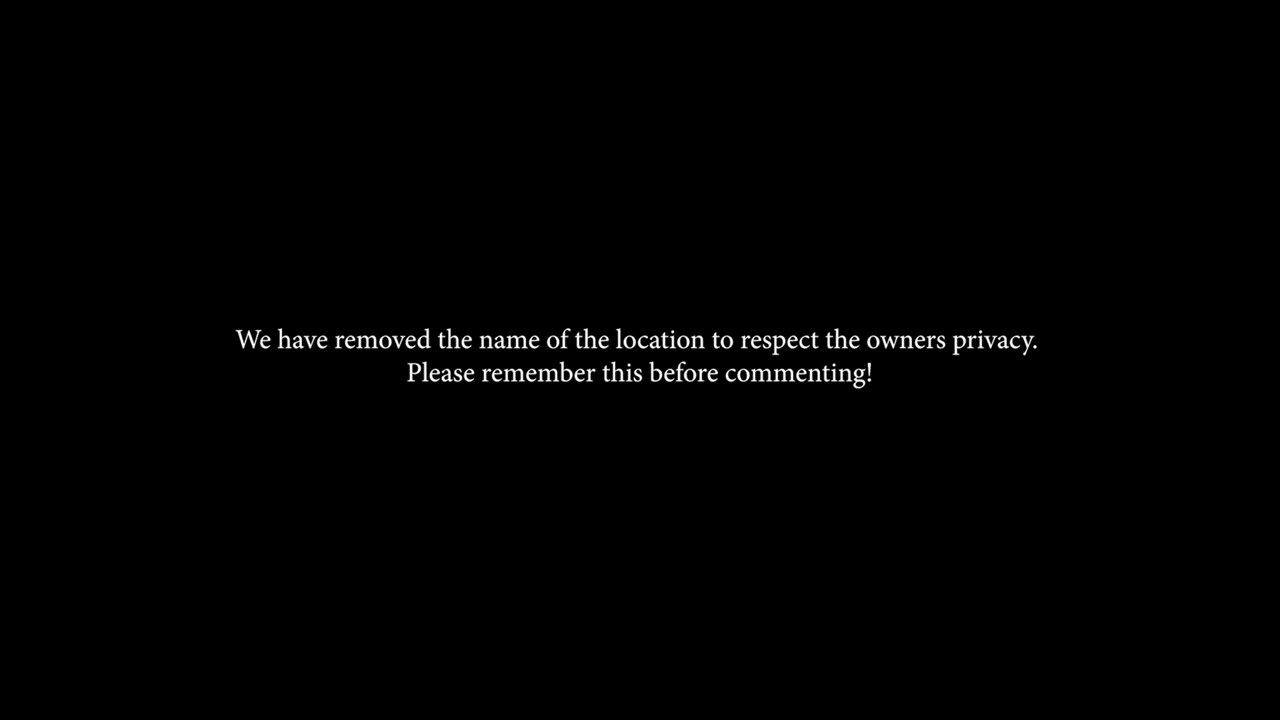 We have removed the name of the location to respect the owners privacy.
Please remember this before commenting!